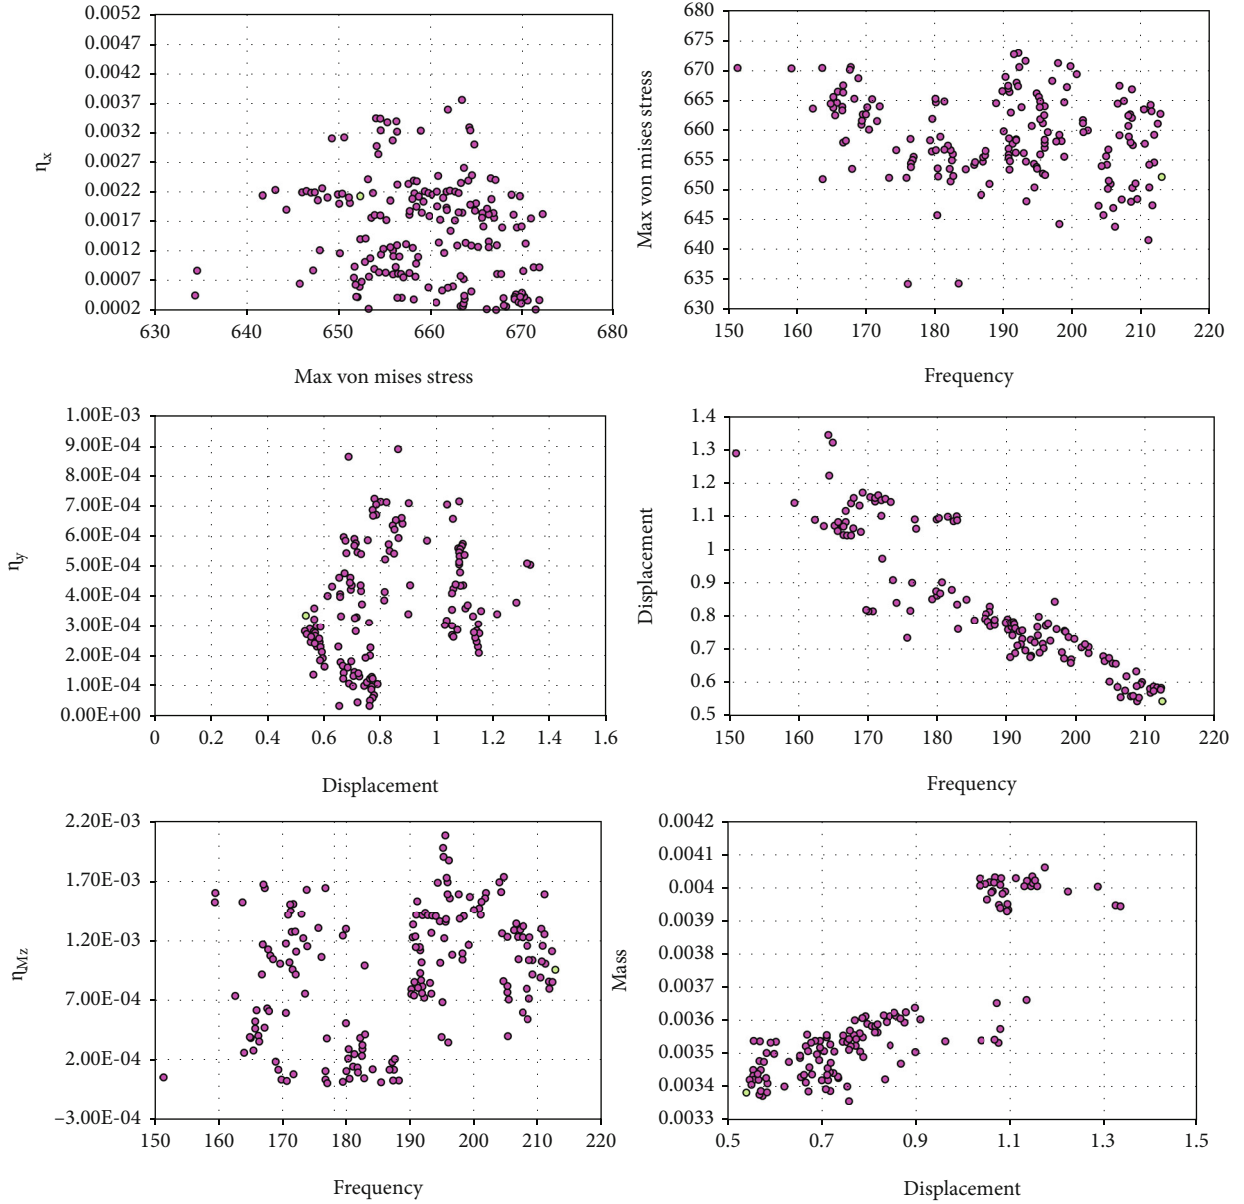 0.0052
0.0047
0.0042
0.0037
0.0032
0.0027
0.0022
0.0017
0.0012
0.0007
0.0002
ηₗₓ
630 640 650 660 670 680
Max von mises stress
680
675
670
665
660
655
650
645
640
635
630
Max von mises stress
150 160 170 180 190 200 210 220
Frequency
1.00E-03
9.00E-04
8.00E-04
7.00E-04
6.00E-04
5.00E-04
4.00E-04
3.00E-04
2.00E-04
1.00E-04
0.00E+00
ηₗy
0 0.2 0.4 0.6 0.8 1 1.2 1.4 1.6
Displacement
1.4
1.3
1.2
1.1
1
0.9
0.8
0.7
0.6
0.5
Displacement
150 160 170 180 190 200 210 220
Frequency
2.20E-03
1.70E-03
1.20E-03
7.00E-04
2.00E-04
−3.00E-04
ηₗMz
150 160 170 180 190 200 210 220
Frequency
0.0042
0.0041
0.004
0.0039
0.0038
0.0037
0.0036
0.0035
0.0034
0.0033
Mass
0.5 0.7 0.9 1.1 1.3 1.5
Displacement